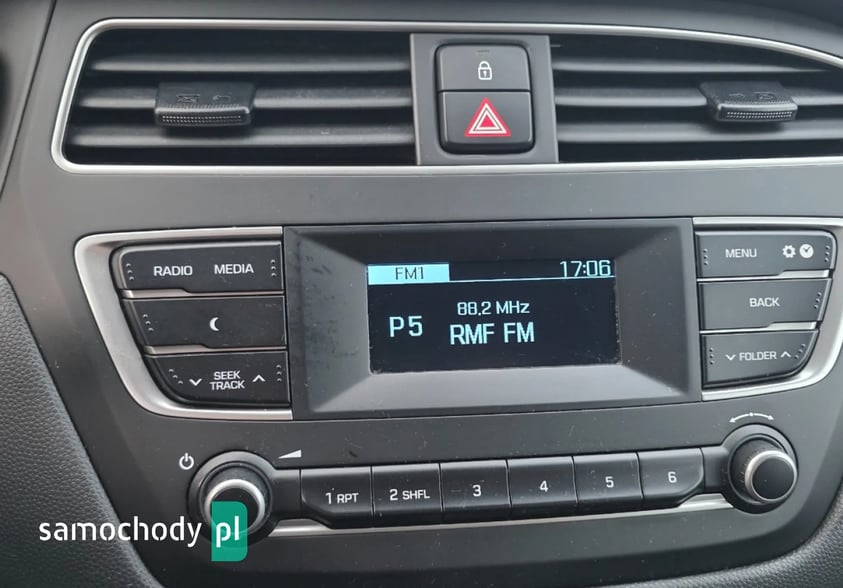 RADIO MEDIA
FM1 17:06
MENU
88.2 MHz
P5 RMF FM
BACK
SEEK
TRACK
FOLDER
1 RPT 2 SHFL 3 4 5 6
samochody pl